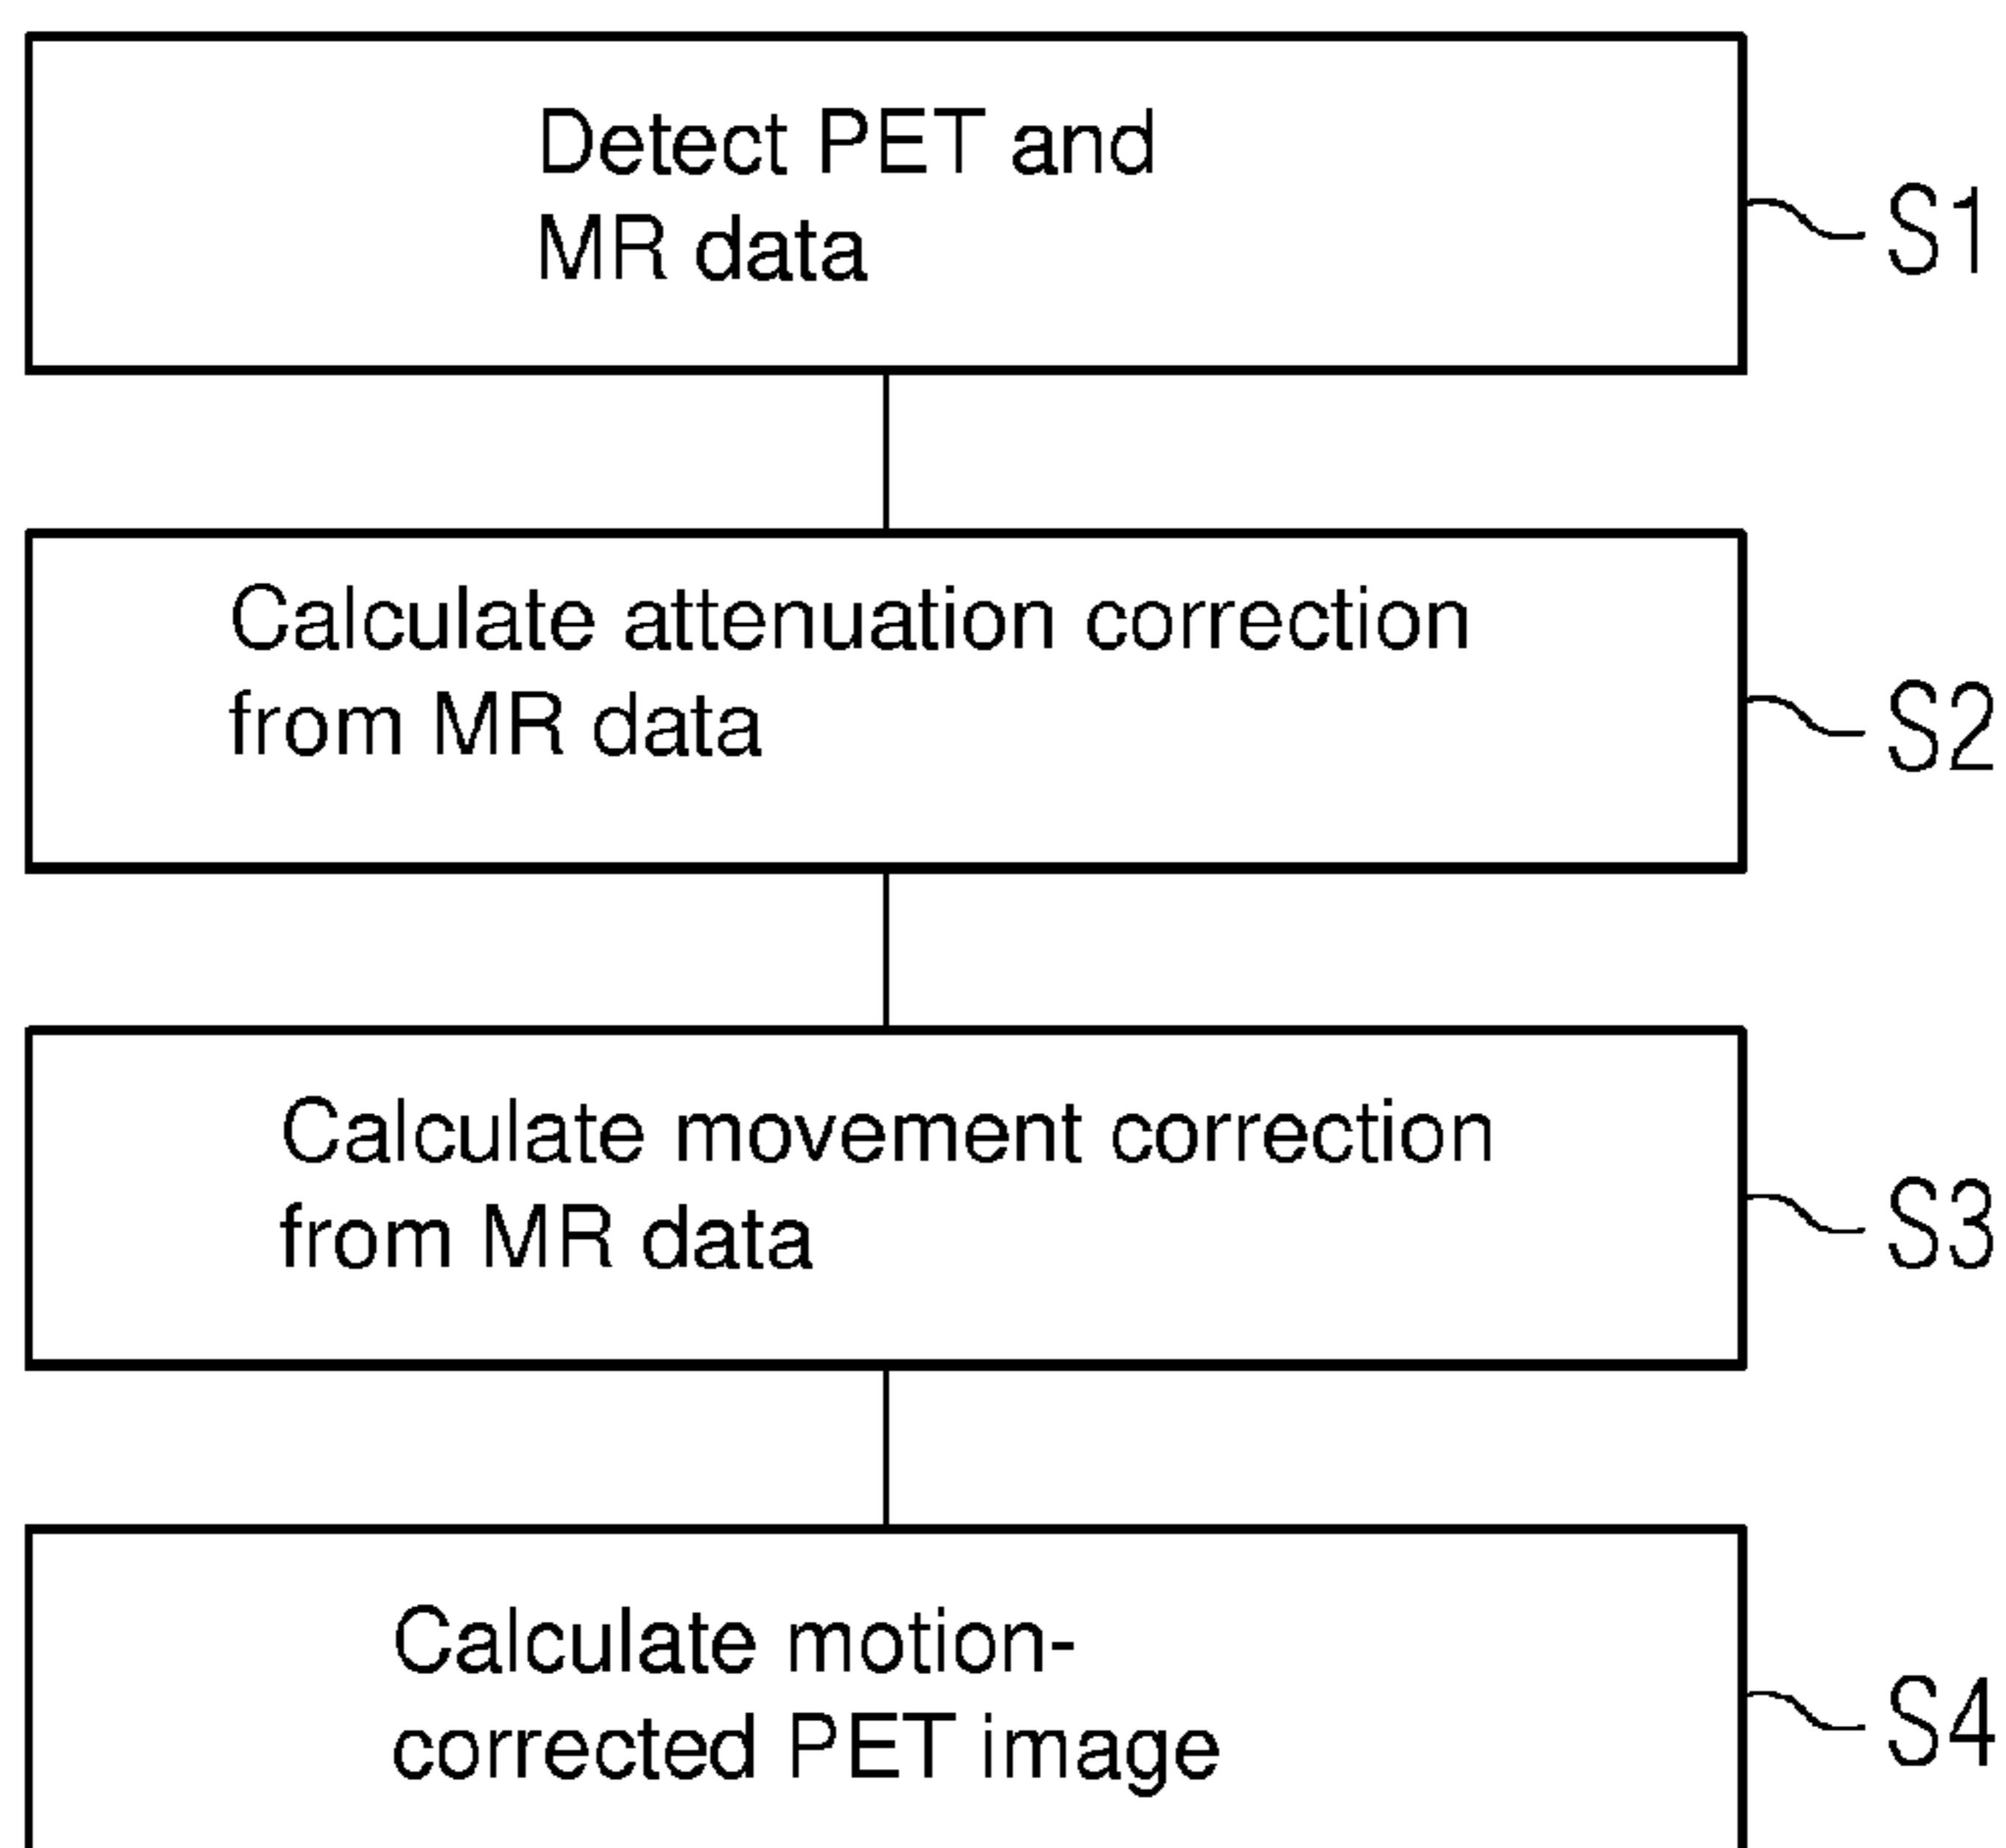 Detect PET and
MR data
S1
Calculate attenuation correction
from MR data
S2
Calculate movement correction
from MR data
S3
Calculate motion-
corrected PET image
S4